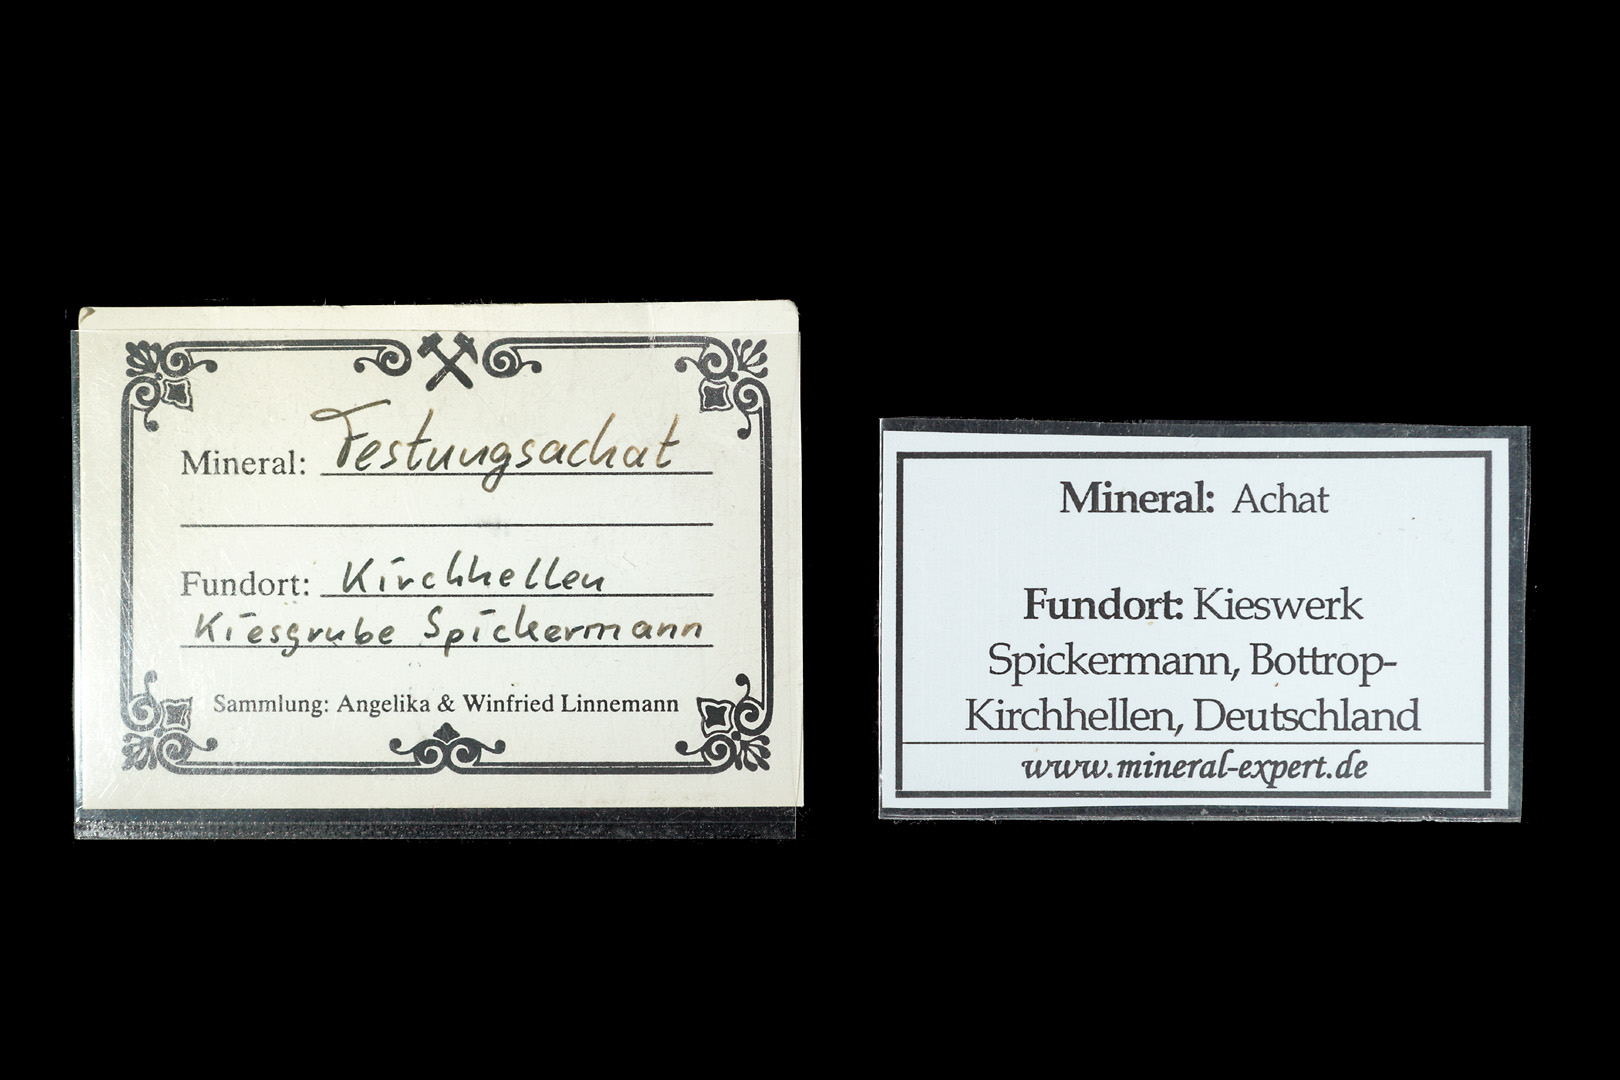 Mineral: Festungsachat
Fundort: Kirchhellen
Kiesgrube Spickermann
Sammlung: Angelika & Winfried Linnemann
Mineral: Achat
Fundort: Kieswerk
Spickermann, Bottrop-
Kirchhellen, Deutschland
www.mineral-expert.de